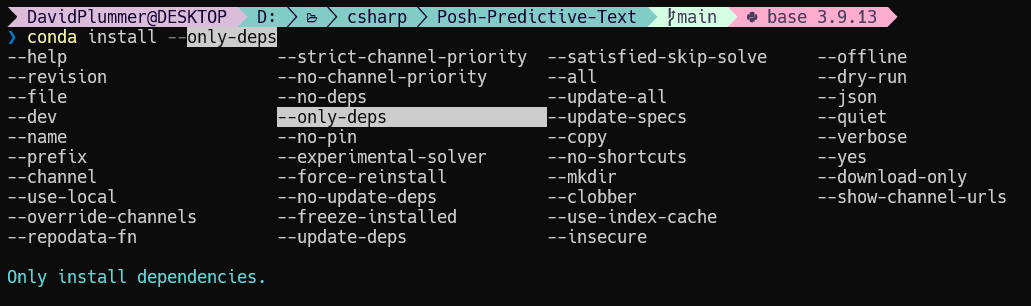 DavidPlummer@DESKTOP D: csharp Posh-Predictive-Text main base 3.9.13
❯ conda install --only-deps
--help --strict-channel-priority --satisfied-skip-solve --offline
--revision --no-channel-priority --all --dry-run
--file --no-deps --update-all --json
--dev --only-deps --update-specs --quiet
--name --no-pin --copy --verbose
--prefix --experimental-solver --no-shortcuts --yes
--channel --force-reinstall --mkdir --download-only
--use-local --no-update-deps --clobber --show-channel-urls
--override-channels --freeze-installed --use-index-cache
--repodata-fn --update-deps --insecure
Only install dependencies.